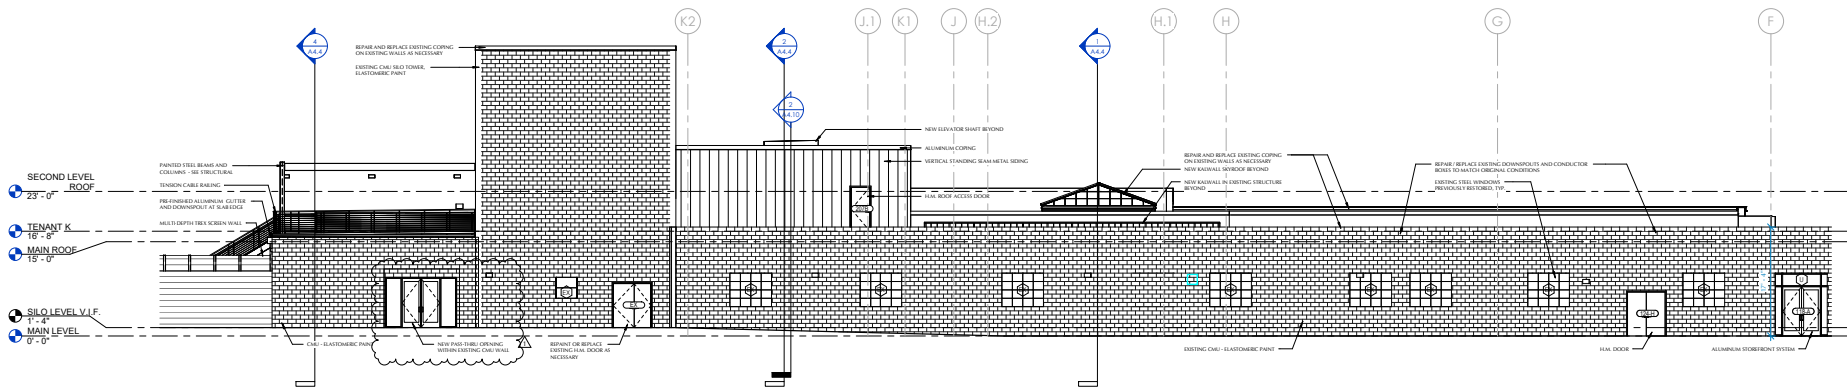 K2
J.1
K1
J
H.2
H.1
H
G
F
4
A4.4
2
A4.4
1
A4.4
2
A4.10
REPAIR AND REPLACE EXISTING COPING
ON EXISTING WALLS AS NECESSARY
EXISTING CMU SILO TOWER,
ELASTOMERIC PAINT
NEW ELEVATOR SHAFT BEYOND
ALUMINUM COPING
VERTICAL STANDING SEAM METAL SIDING
H.M. ROOF ACCESS DOOR
207B
REPAIR AND REPLACE EXISTING COPING
ON EXISTING WALLS AS NECESSARY
NEW KALWALL SKYROOF BEYOND
NEW KALWALL IN EXISTING STRUCTURE
BEYOND
REPAIR / REPLACE EXISTING DOWNSPOUTS AND CONDUCTOR
BOXES TO MATCH ORIGINAL CONDITIONS
EXISTING STEEL WINDOWS
PREVIOUSLY RESTORED, TYP.
PAINTED STEEL BEAMS AND
COLUMNS - SEE STRUCTURAL
TENSION CABLE RAILING
PRE-FINISHED ALUMINUM GUTTER
AND DOWNSPOUT AT SLAB EDGE
MULTI-DEPTH TREX SCREEN WALL
SECOND LEVEL
ROOF
23' - 0"
TENANT K
16' - 8"
MAIN ROOF
15' - 0"
SILO LEVEL V.I.F.
1' - 4"
MAIN LEVEL
0' - 0"
EX
EX
124-H
U
118-A
CMU - ELASTOMERIC PAINT
NEW PASS-THRU OPENING
WITHIN EXISTING CMU WALL
1
REPAINT OR REPLACE
EXISTING H.M. DOOR AS
NECESSARY
EXISTING CMU - ELASTOMERIC PAINT
H.M. DOOR
ALUMINUM STOREFRONT SYSTEM